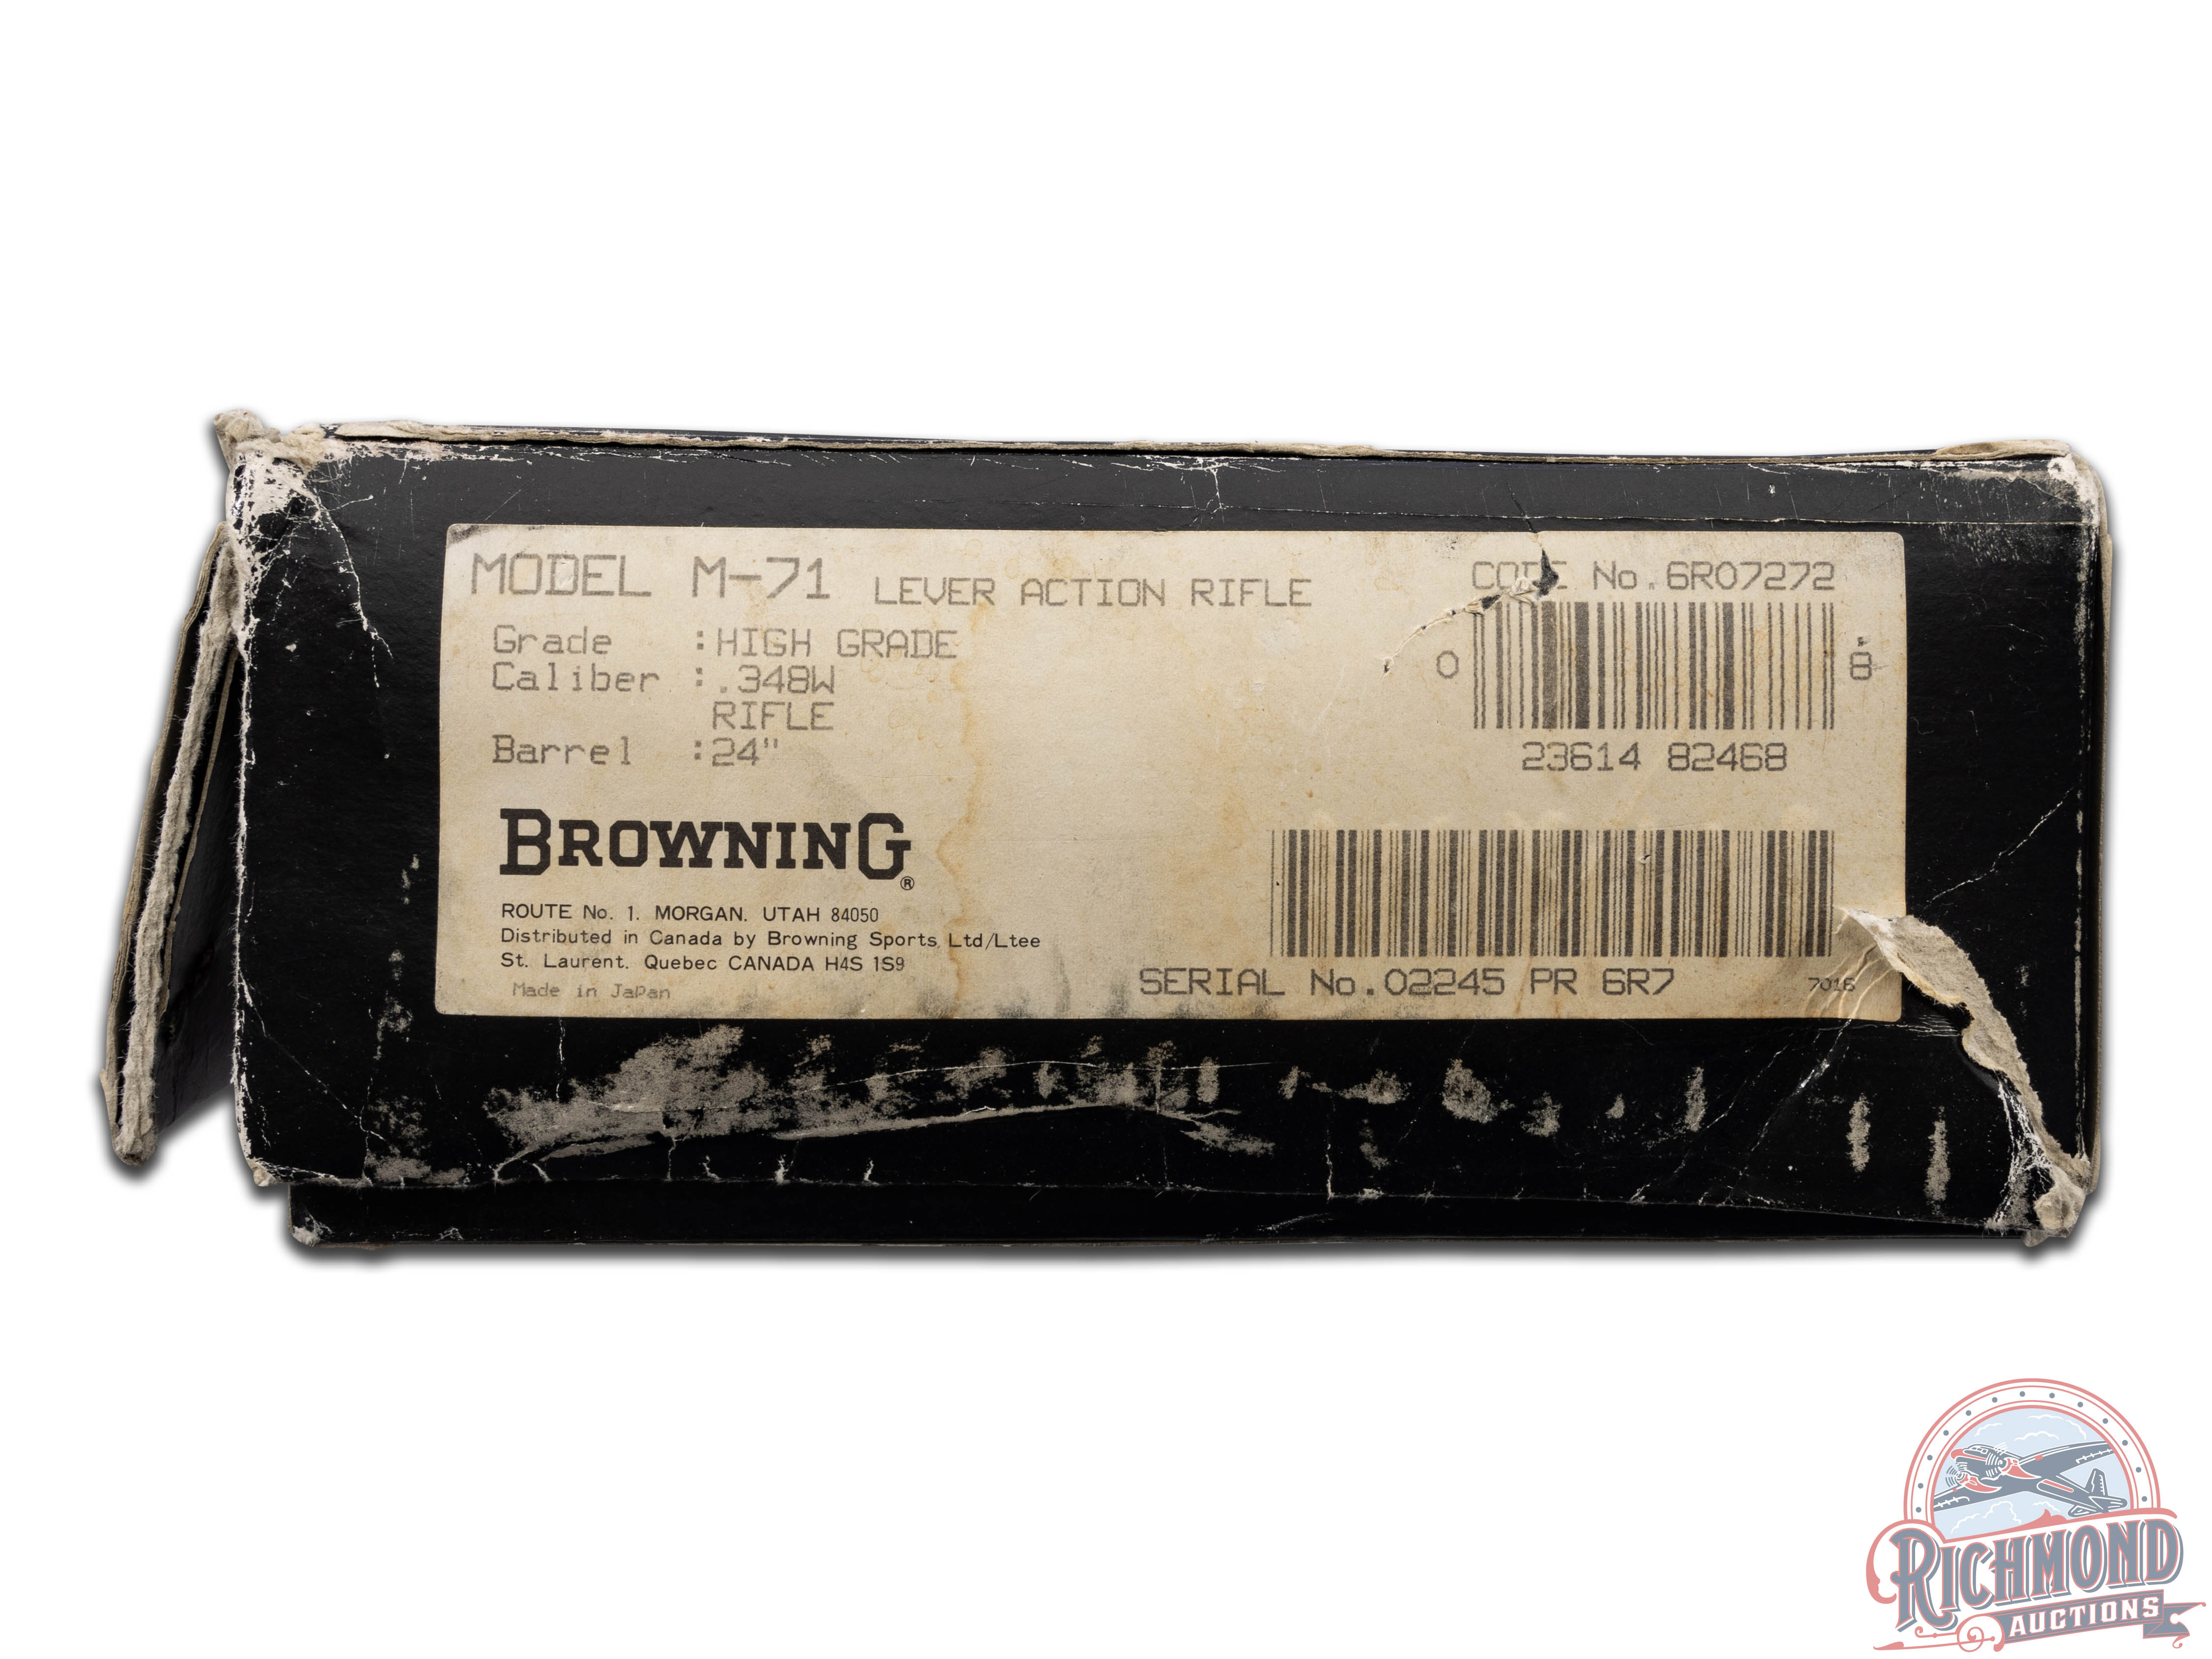 MODEL M-71 LEVER ACTION RIFLE
Grade :HIGH GRADE
Caliber :.348W
RIFLE
Barrel :24"
CODE No.6R07272
0 8
23614 82468
BROWNING®
ROUTE No. 1. MORGAN. UTAH 84050
Distributed in Canada by Browning Sports Ltd/Ltee
St. Laurent. Quebec CANADA H4S 1S9
Made in JaPan
SERIAL No.02245 PR 6R7
7016
RICHMOND
AUCTIONS